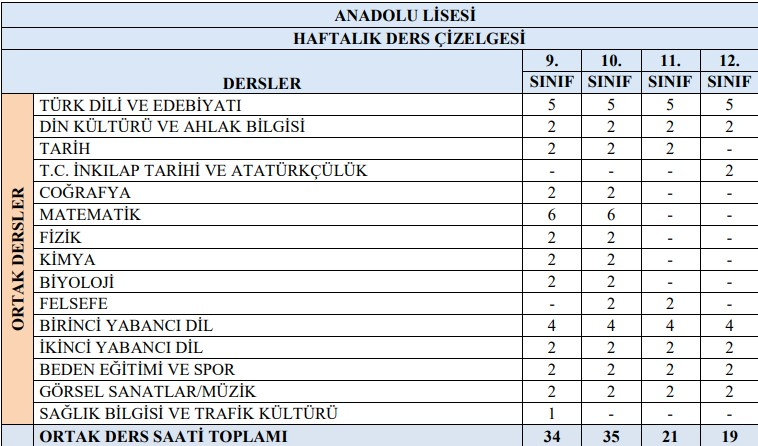 ANADOLU LİSESİ
HAFTALIK DERS ÇİZELGESİ
DERSLER 9. SINIF 10. SINIF 11. SINIF 12. SINIF
ORTAK DERSLER
TÜRK DİLİ VE EDEBİYATI 5 5 5 5
DİN KÜLTÜRÜ VE AHLAK BİLGİSİ 2 2 2 2
TARİH 2 2 2 -
T.C. İNKILAP TARİHİ VE ATATÜRKÇÜLÜK - - - 2
COĞRAFYA 2 2 - -
MATEMATİK 6 6 - -
FİZİK 2 2 - -
KİMYA 2 2 - -
BİYOLOJİ 2 2 - -
FELSEFE - 2 2 -
BİRİNCİ YABANCI DİL 4 4 4 4
İKİNCİ YABANCI DİL 2 2 2 2
BEDEN EĞİTİMİ VE SPOR 2 2 2 2
GÖRSEL SANATLAR/MÜZİK 2 2 2 2
SAĞLIK BİLGİSİ VE TRAFİK KÜLTÜRÜ 1 - - -
ORTAK DERS SAATİ TOPLAMI 34 35 21 19